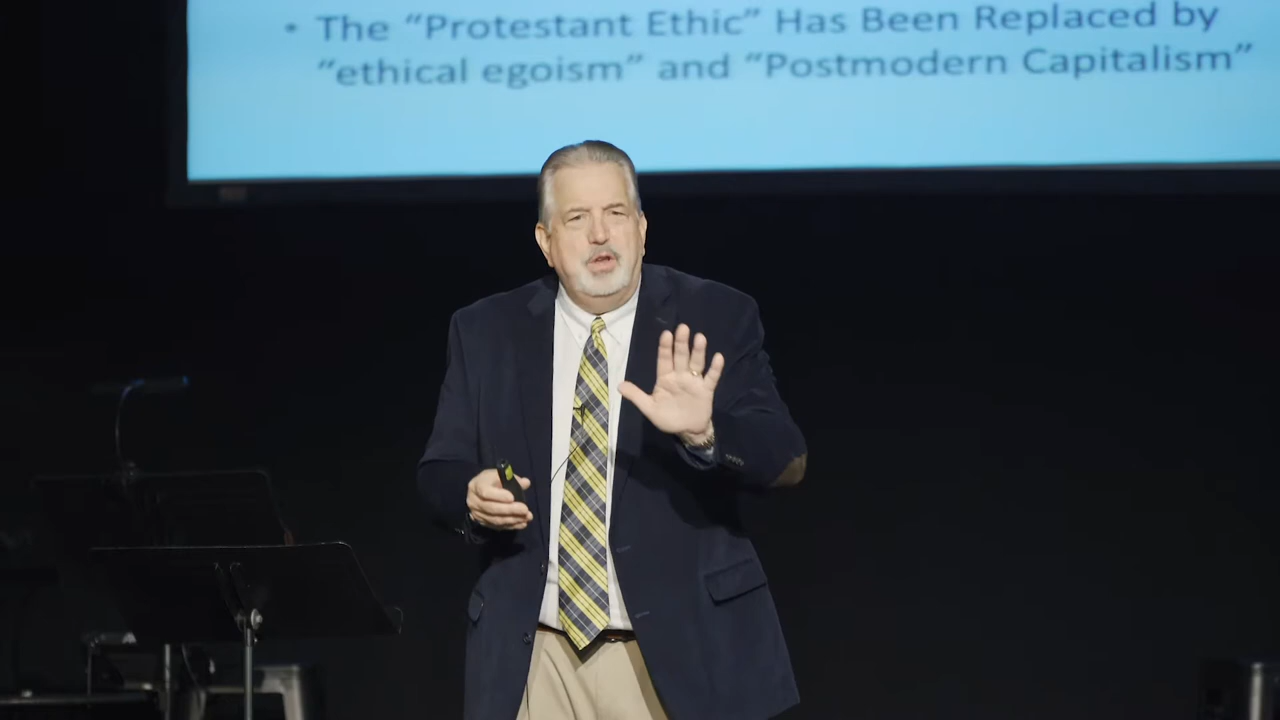 • The “Protestant Ethic” Has Been Replaced by
“ethical egoism” and “Postmodern Capitalism”